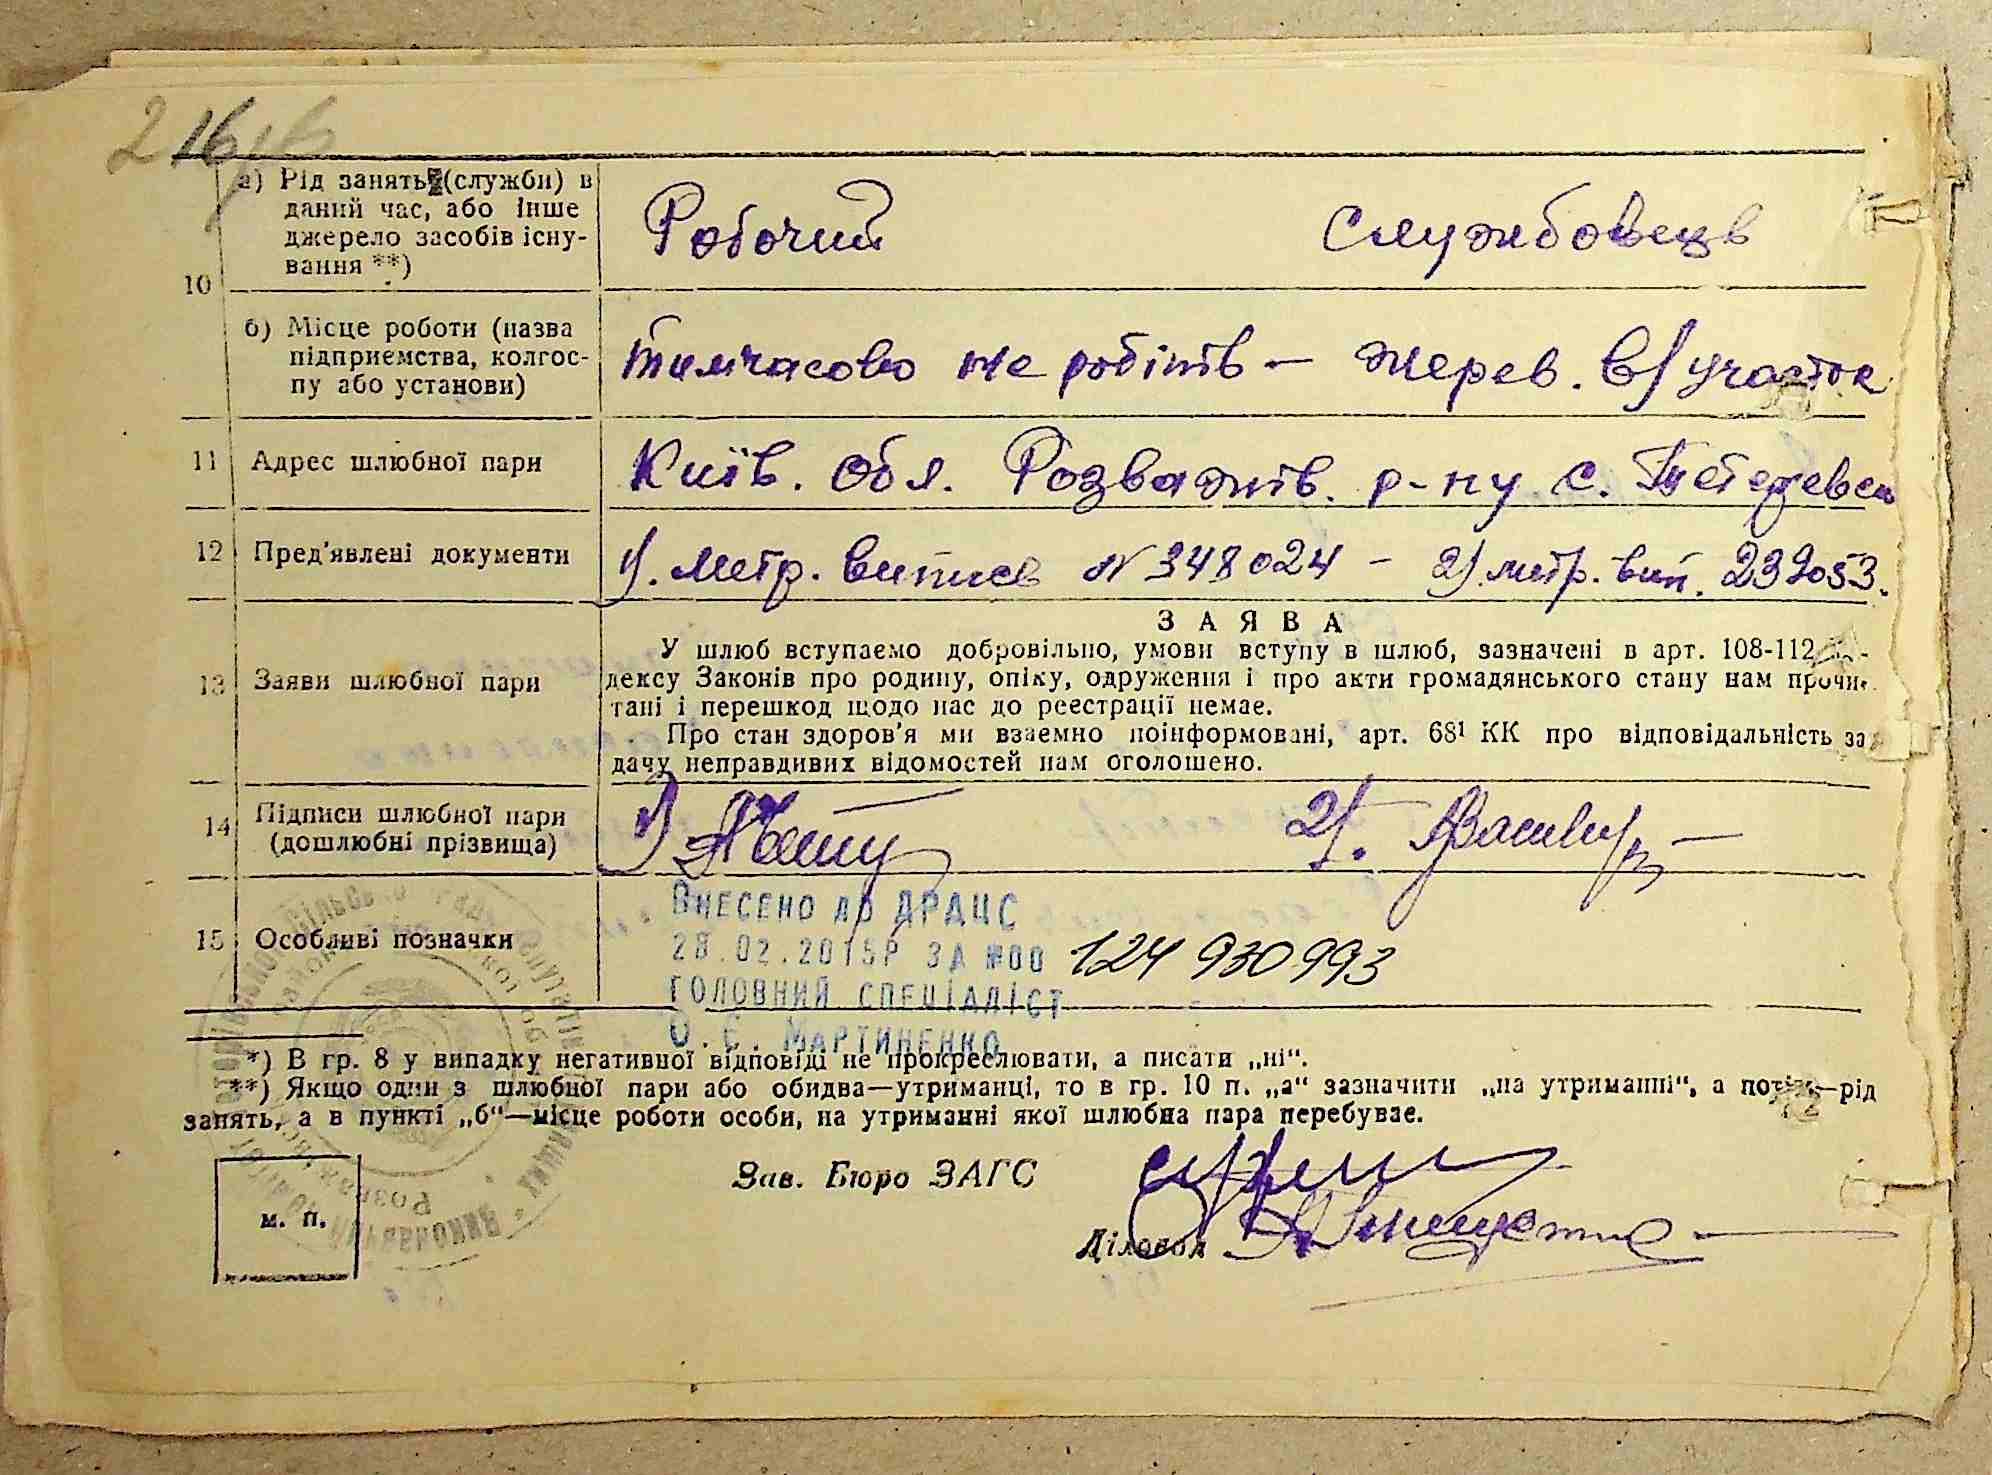 216
а) Рід занять (служби) в
даний час, або інше
джерело засобів існу-
вання **)
Робочий Службовець
10
б) Місце роботи (назва
підприємства, колгос-
пу або установи)
тимчасово не робіть - жерев. в/участок
11 Адрес шлюбної пари
Київ. обл. Розважів. р-ну с.
12 Пред'явлені документи
1). Метр. випись № 348024 - 2) метр. вип. 239053.
ЗАЯВА
13 Заяви шлюбної пари
У шлюб вступаємо добровільно, умови вступу в шлюб, зазначені в арт. 108-112
дексу Законів про родину, опіку, одруження і про акти громадянського стану нам прочи-
тані і перешкод щодо нас до реєстрації немає.
Про стан здоров'я ми взаємно поінформовані, арт. 68¹ КК про відповідальність за
дачу неправдивих відомостей нам оголошено.
14 Підписи шлюбної пари
(дошлюбні прізвища)
1) 2).
15 Особливі позначки
Внесено до ДРАЦС
28.02.2015р за №00 124930993
головний спеціаліст
О.Є. Мартиненко
*) В гр. 8 у випадку негативної відповіді не прокреслювати, а писати „ні“.
**) Якщо один з шлюбної пари або обидва—утриманці, то в гр. 10 п. „а“ зазначити „на утриманні“, а потім—рід
занять, а в пункті „б“—місце роботи особи, на утриманні якої шлюбна пара перебуває.
Зав. Бюро ЗАГС
м. п.
Діловод